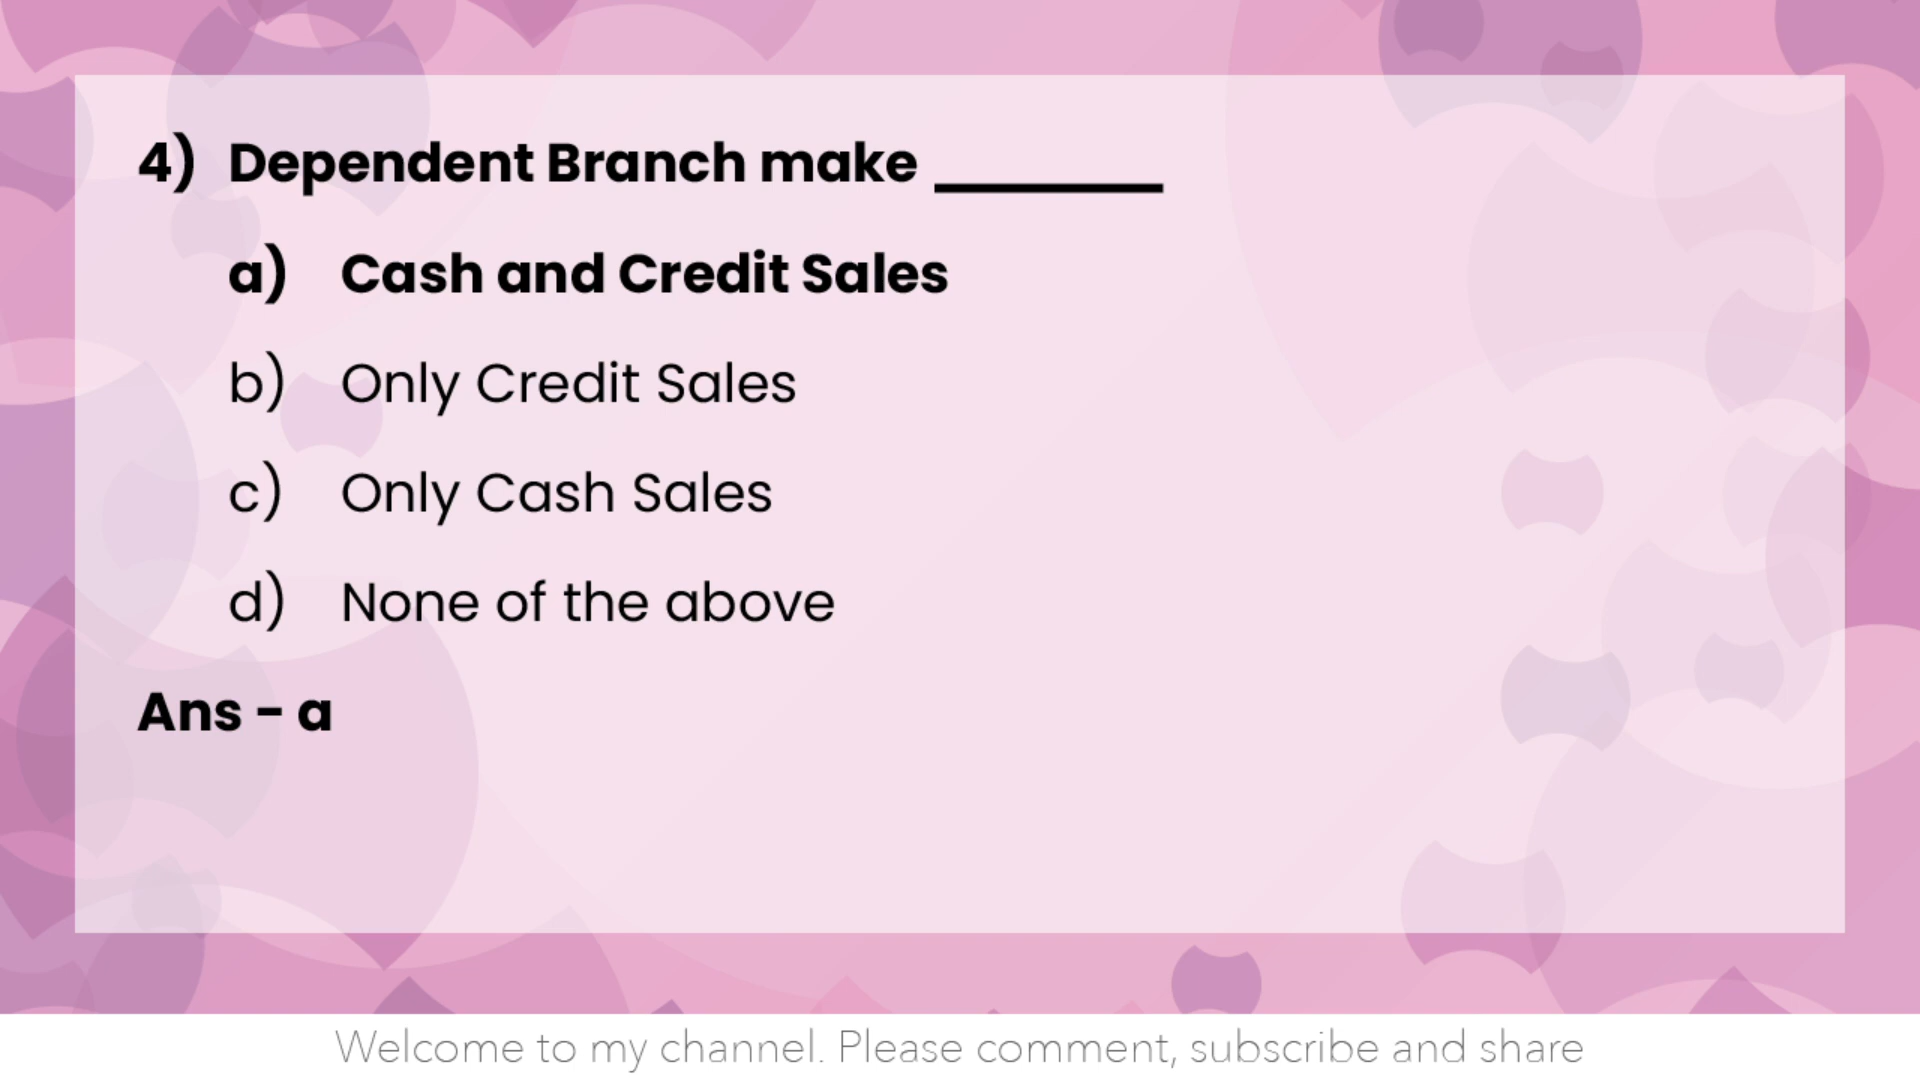 4) Dependent Branch make ________
a) Cash and Credit Sales
b) Only Credit Sales
c) Only Cash Sales
d) None of the above
Ans - a
Welcome to my channel. Please comment, subscribe and share